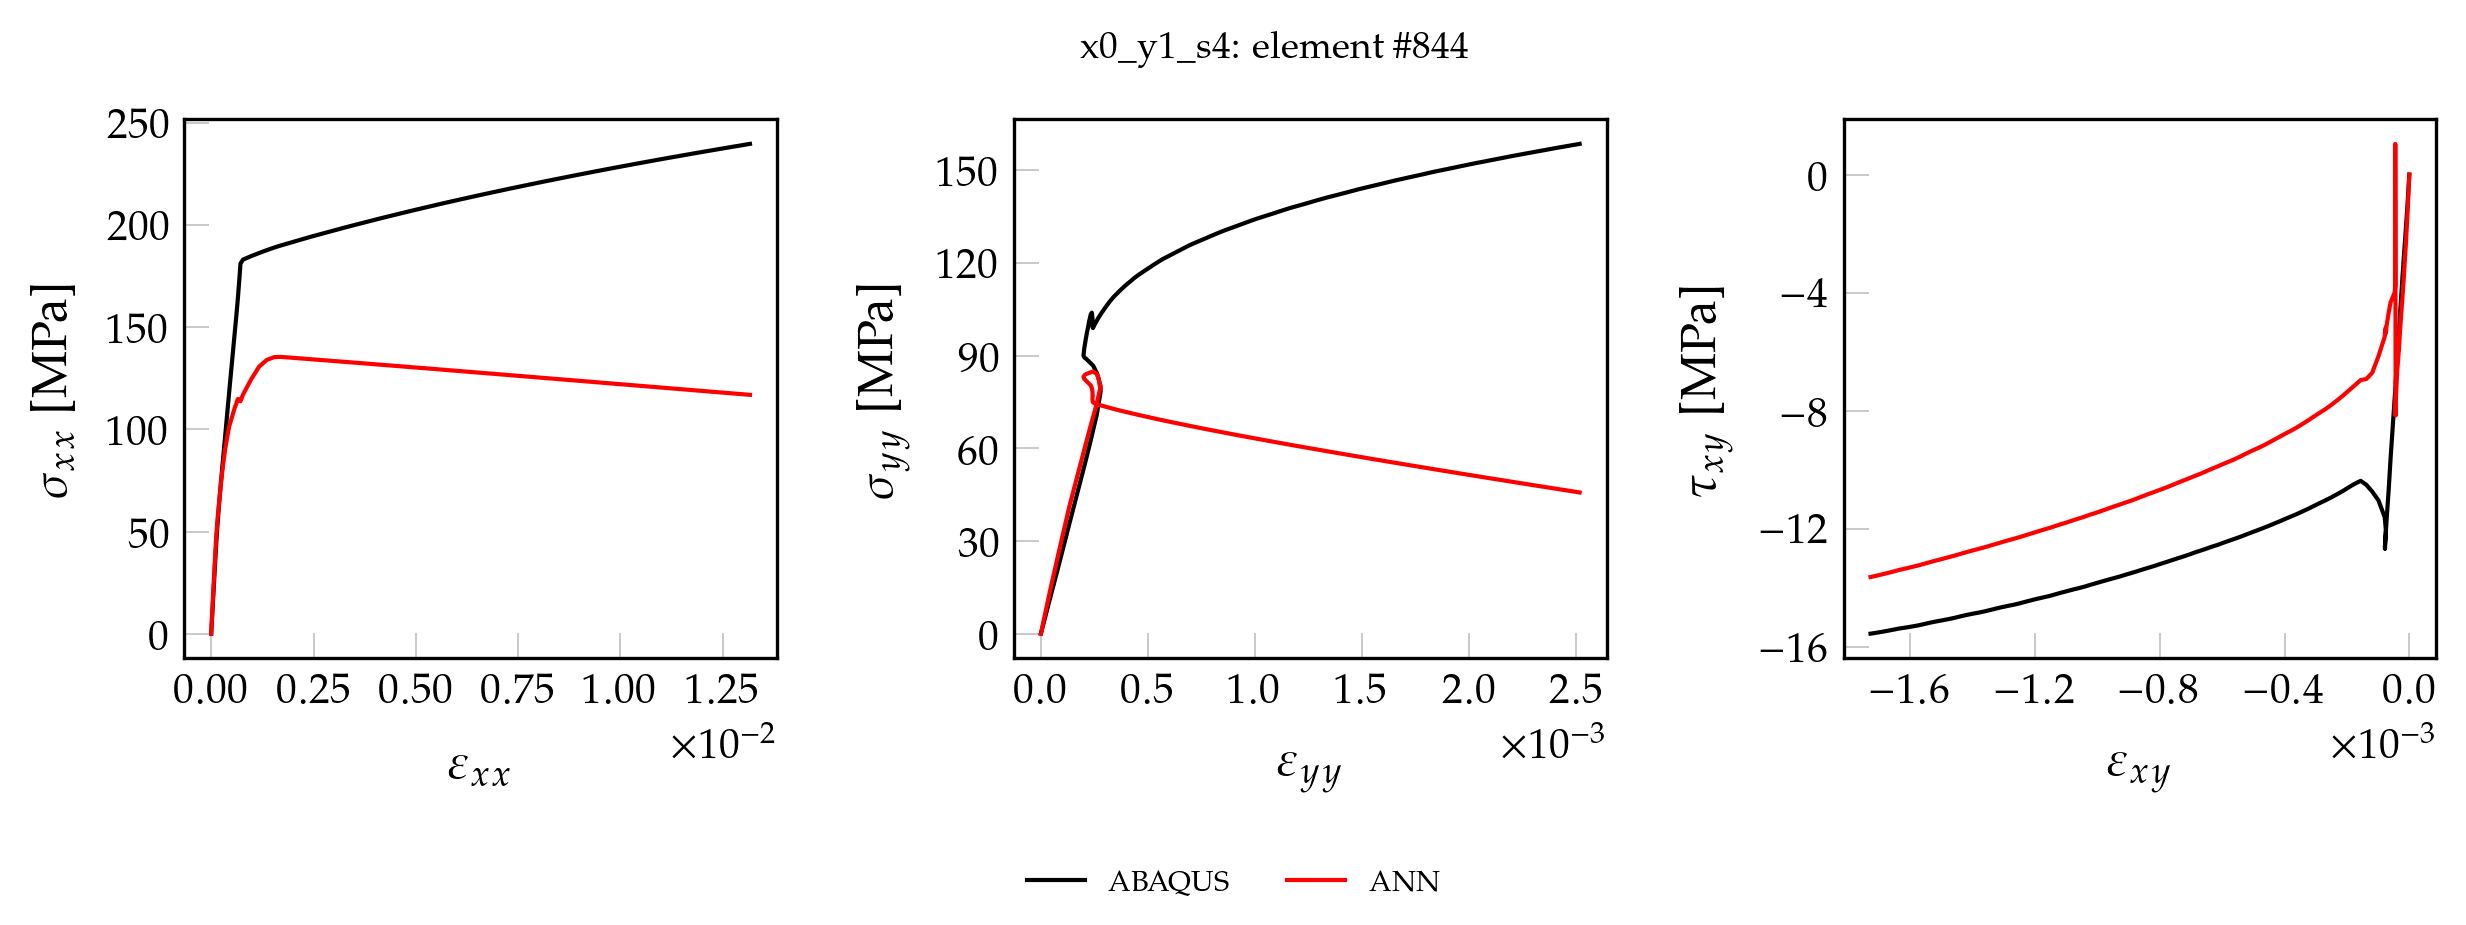 x0_y1_s4: element #844
250
200
150
100
50
0
σxx [MPa]
0.00 0.25 0.50 0.75 1.00 1.25
×10−2
εxx
150
120
90
60
30
0
σyy [MPa]
0.0 0.5 1.0 1.5 2.0 2.5
×10−3
εyy
0
−4
−8
−12
−16
τxy [MPa]
−1.6 −1.2 −0.8 −0.4 0.0
×10−3
εxy
ABAQUS ANN